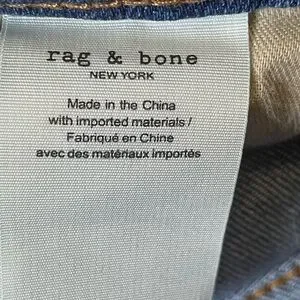 rag & bone
NEW YORK
Made in the China
with imported materials /
Fabriqué en Chine
avec des matériaux importés